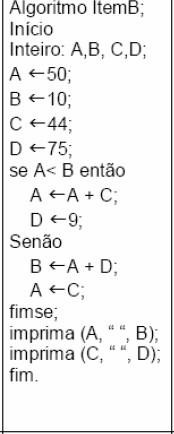 Algoritmo ItemB;
Início
Inteiro: A,B, C,D;
A ←50;
B ←10;
C ←44;
D ←75;
se A< B então
A ←A + C;
D ←9;
Senão
B ←A + D;
A ←C;
fimse;
imprima (A, “ “, B);
imprima (C, “ “, D);
fim.